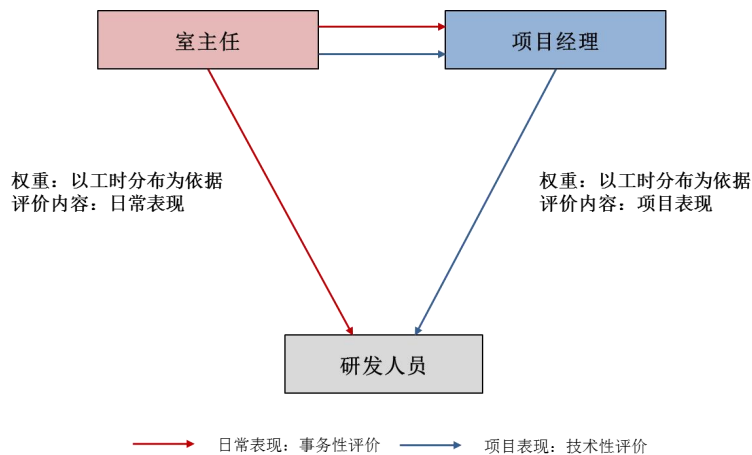 室主任
项目经理
权重：以工时分布为依据
评价内容：日常表现
权重：以工时分布为依据
评价内容：项目表现
研发人员
日常表现：事务性评价
项目表现：技术性评价